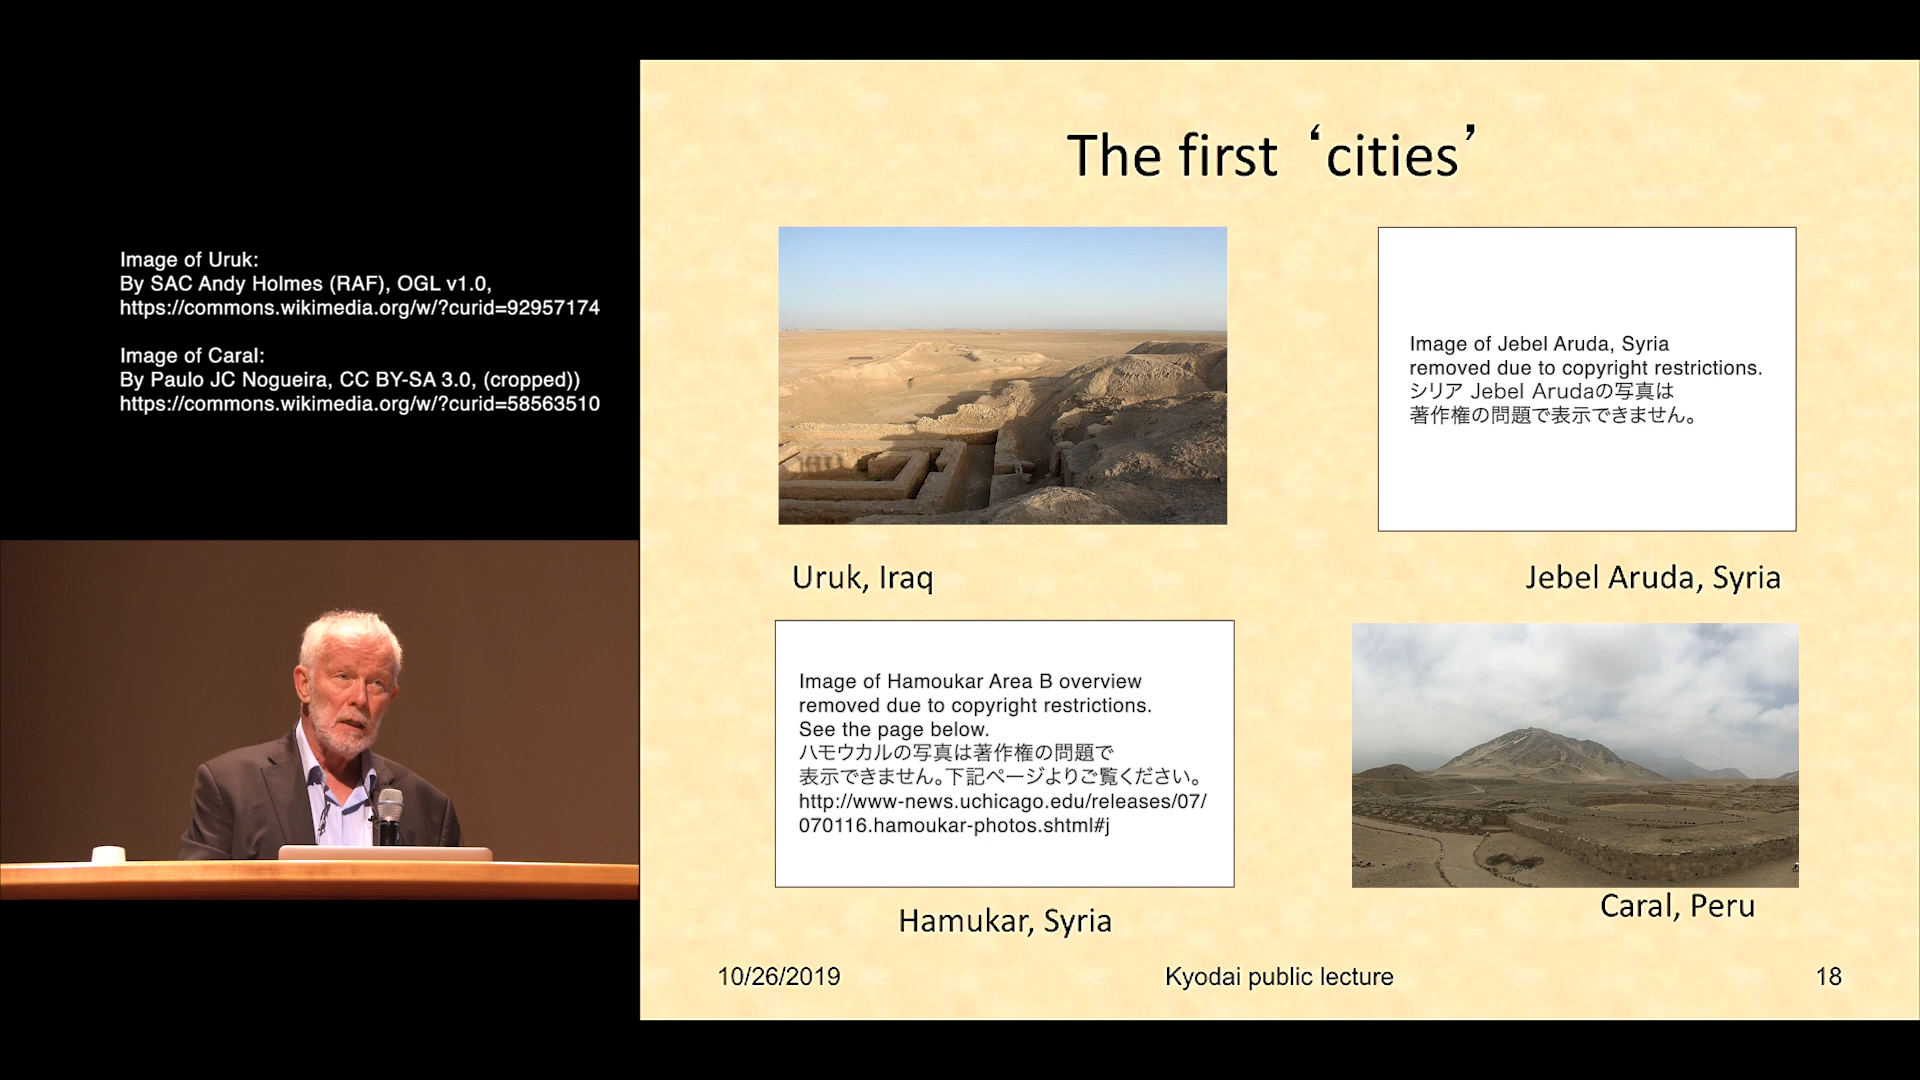 Image of Uruk:
By SAC Andy Holmes (RAF), OGL v1.0,
https://commons.wikimedia.org/w/?curid=92957174
Image of Caral:
By Paulo JC Nogueira, CC BY-SA 3.0, (cropped))
https://commons.wikimedia.org/w/?curid=58563510
The first ‘cities’
Image of Jebel Aruda, Syria
removed due to copyright restrictions.
シリア Jebel Arudaの写真は
著作権の問題で表示できません。
Uruk, Iraq
Jebel Aruda, Syria
Image of Hamoukar Area B overview
removed due to copyright restrictions.
See the page below.
ハモウカルの写真は著作権の問題で
表示できません。下記ページよりご覧ください。
http://www-news.uchicago.edu/releases/07/
070116.hamoukar-photos.shtml#j
Hamukar, Syria
Caral, Peru
10/26/2019
Kyodai public lecture
18